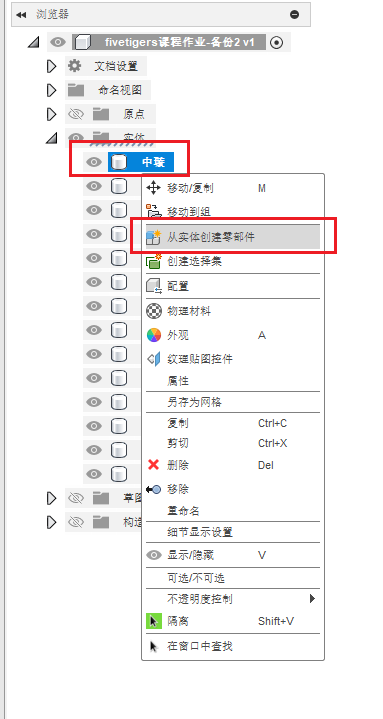 浏览器
fivetigers课程作业-备份2 v1
文档设置
命名视图
原点
实体
中璇
移动/复制 M
移动到组
从实体创建零部件
创建选择集
配置
物理材料
外观 A
纹理贴图控件
属性
另存为网格
复制 Ctrl+C
剪切 Ctrl+X
删除 Del
移除
重命名
细节显示设置
草图
显示/隐藏 V
构造
可选/不可选
不透明度控制
隔离 Shift+V
在窗口中查找